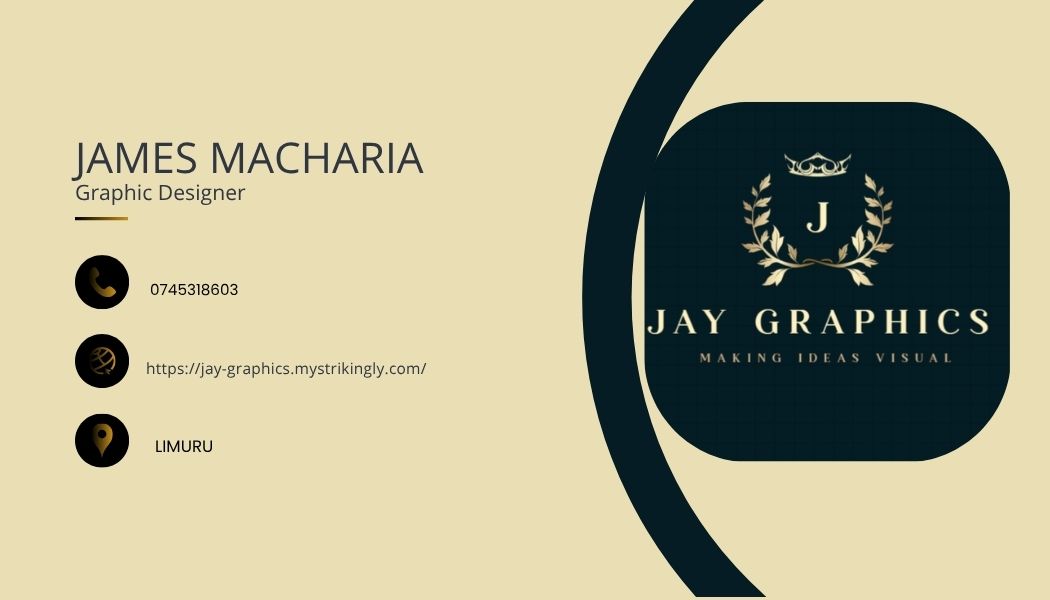 JAMES MACHARIA
Graphic Designer
0745318603
https://jay-graphics.mystrikingly.com/
LIMURU
J
JAY GRAPHICS
MAKING IDEAS VISUAL